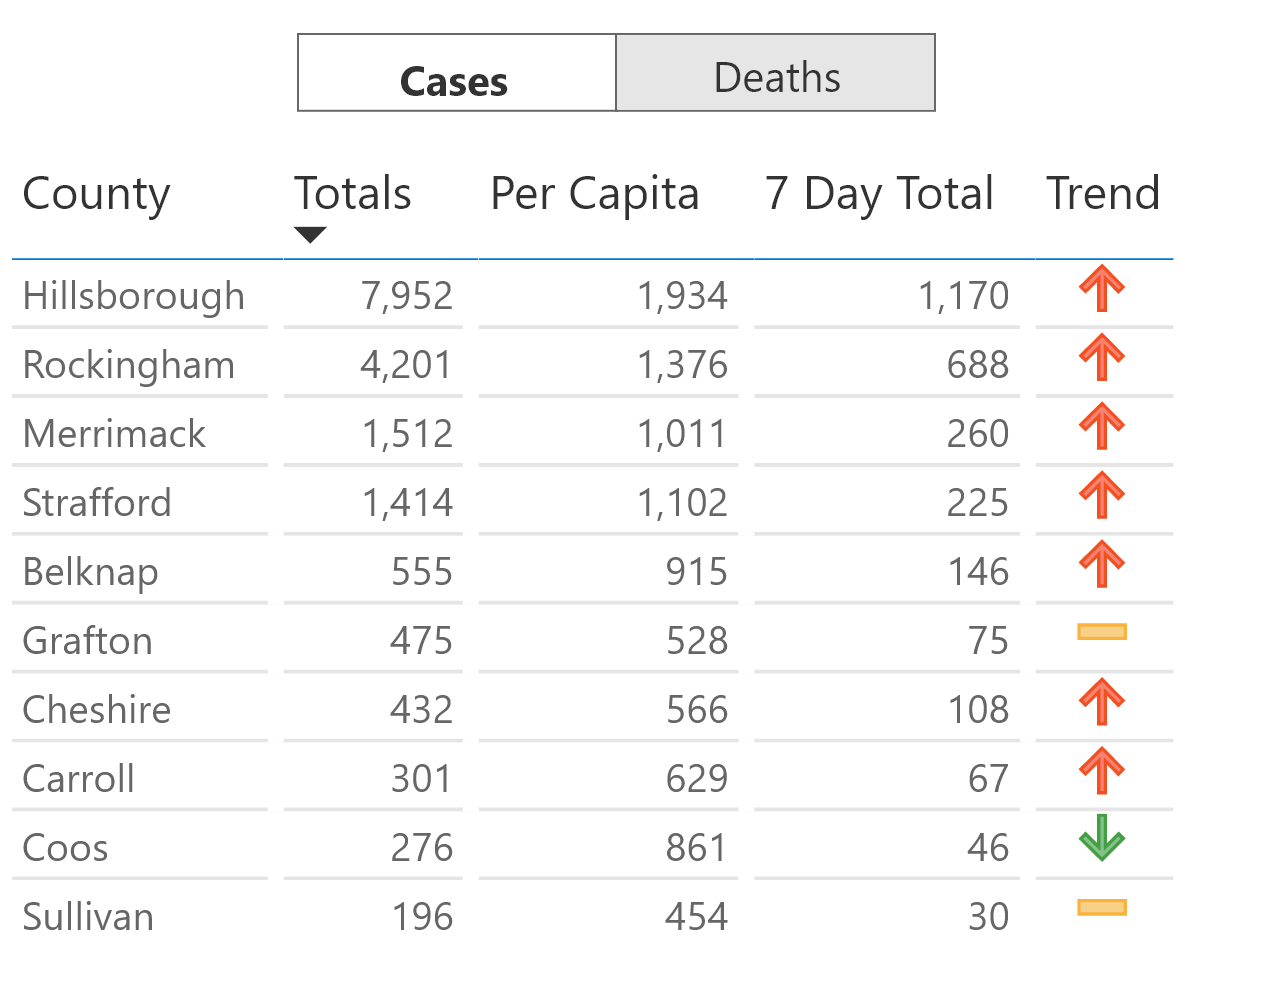 Cases Deaths
County Totals Per Capita 7 Day Total Trend
Hillsborough 7,952 1,934 1,170
Rockingham 4,201 1,376 688
Merrimack 1,512 1,011 260
Strafford 1,414 1,102 225
Belknap 555 915 146
Grafton 475 528 75
Cheshire 432 566 108
Carroll 301 629 67
Coos 276 861 46
Sullivan 196 454 30